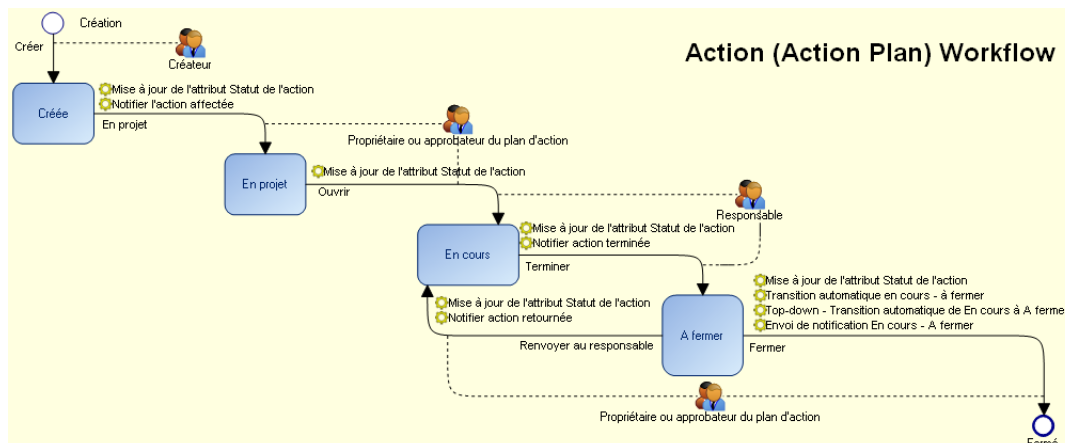 Création
Créer
Créateur
Action (Action Plan) Workflow
Créée
Mise à jour de l'attribut Statut de l'action
Notifier l'action affectée
En projet
Propriétaire ou approbateur du plan d'action
En projet
Mise à jour de l'attribut Statut de l'action
Ouvrir
Responsable
En cours
Mise à jour de l'attribut Statut de l'action
Notifier action terminée
Terminer
Mise à jour de l'attribut Statut de l'action
Notifier action retournée
Renvoyer au responsable
A fermer
Mise à jour de l'attribut Statut de l'action
Transition automatique en cours - à fermer
Top-down - Transition automatique de En cours à A ferme
Envoi de notification En cours - A fermer
Fermer
Propriétaire ou approbateur du plan d'action
Fermé